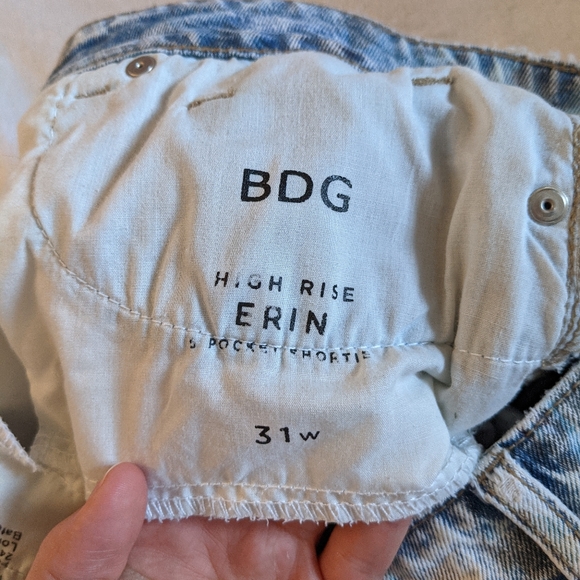 BDG
HIGH RISE
ERIN
5 POCKET SHORTIE
31W